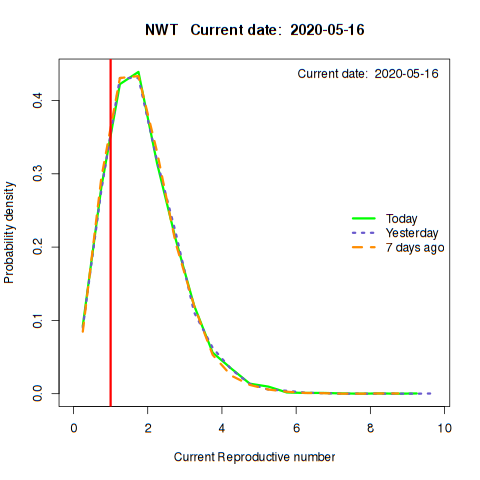 NWT   Current date:  2020-05-16
Current date:  2020-05-16
Probability density
0.4
0.3
0.2
0.1
0.0
Today
Yesterday
7 days ago
0 2 4 6 8 10
Current Reproductive number